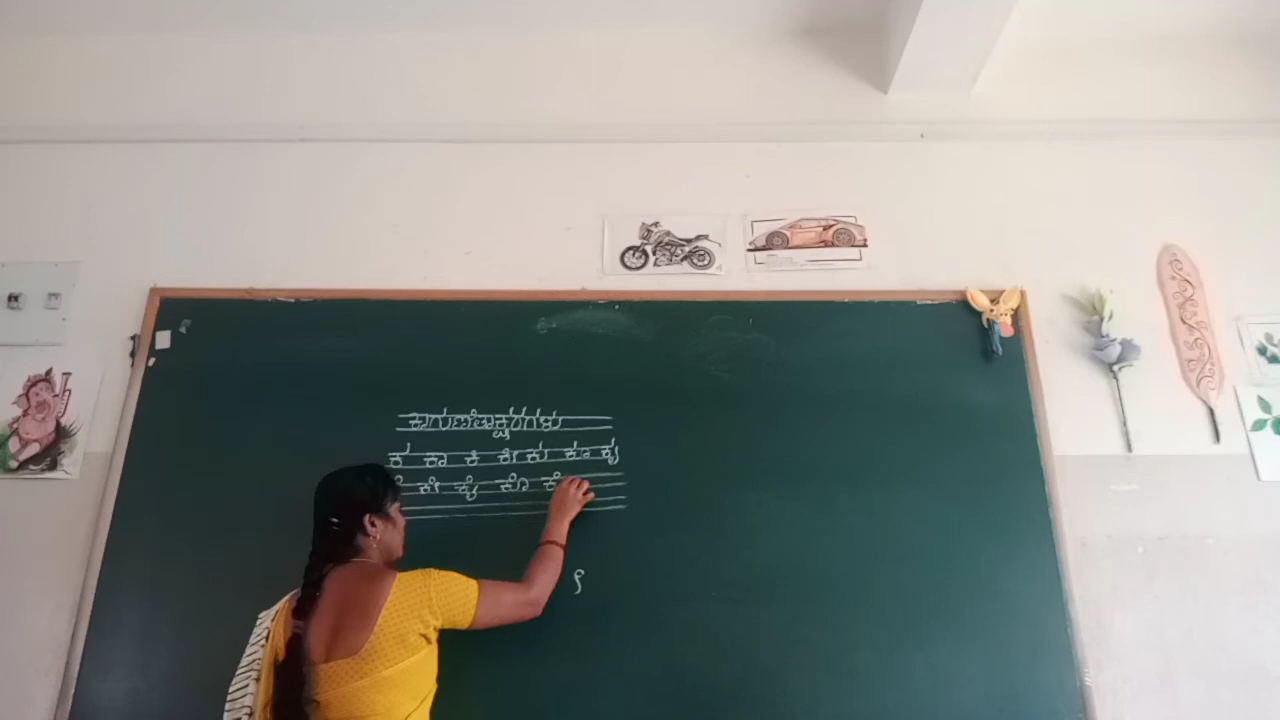 ಕಾಗುಣಿತಾಕ್ಷರಗಳು
ಕ ಕಾ ಕಿ ಕೀ ಕು ಕೂ ಕೃ
ಕೆ ಕೇ ಕೈ ಕೊ